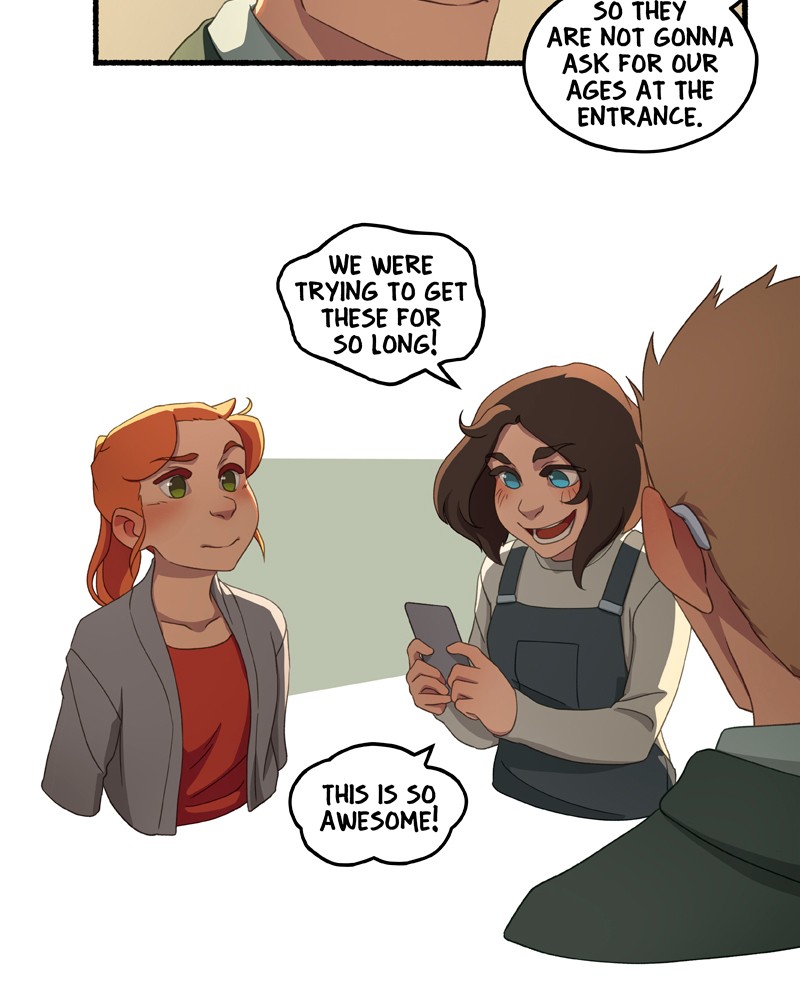 SO THEY
ARE NOT GONNA
ASK FOR OUR
AGES AT THE
ENTRANCE.
WE WERE
TRYING TO GET
THESE FOR
SO LONG!
THIS IS SO
AWESOME!